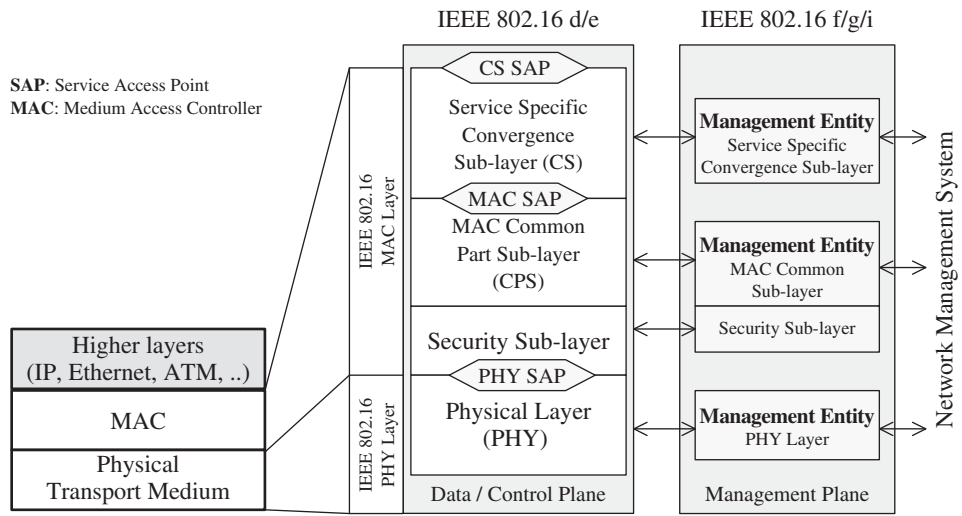 IEEE 802.16 d/e
IEEE 802.16 f/g/i
SAP: Service Access Point
MAC: Medium Access Controller
Higher layers
(IP, Ethernet, ATM, ..)
MAC
Physical
Transport Medium
IEEE 802.16
MAC Layer
IEEE 802.16
PHY Layer
CS SAP
Service Specific
Convergence
Sub-layer (CS)
MAC SAP
MAC Common
Part Sub-layer
(CPS)
Security Sub-layer
PHY SAP
Physical Layer
(PHY)
Data / Control Plane
Management Entity
Service Specific
Convergence Sub-layer
Management Entity
MAC Common
Sub-layer
Security Sub-layer
Management Entity
PHY Layer
Management Plane
Network Management System